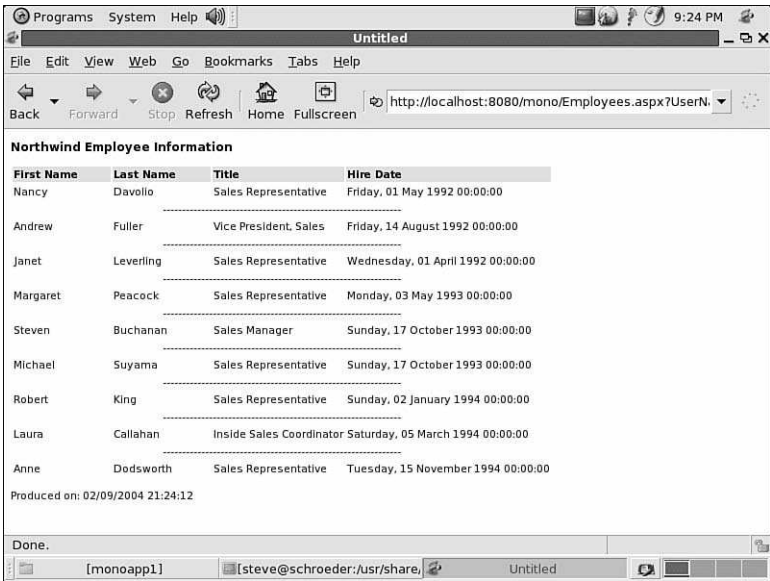 Programs System Help 9:24 PM
Untitled
File Edit View Web Go Bookmarks Tabs Help
Back Forward Stop Refresh Home Fullscreen http://localhost:8080/mono/Employees.aspx?UserN
Northwind Employee Information
First Name Last Name Title Hire Date
Nancy Davolio Sales Representative Friday, 01 May 1992 00:00:00
--------------------------------------------------------------
Andrew Fuller Vice President, Sales Friday, 14 August 1992 00:00:00
--------------------------------------------------------------
Janet Leverling Sales Representative Wednesday, 01 April 1992 00:00:00
--------------------------------------------------------------
Margaret Peacock Sales Representative Monday, 03 May 1993 00:00:00
--------------------------------------------------------------
Steven Buchanan Sales Manager Sunday, 17 October 1993 00:00:00
--------------------------------------------------------------
Michael Suyama Sales Representative Sunday, 17 October 1993 00:00:00
--------------------------------------------------------------
Robert King Sales Representative Sunday, 02 January 1994 00:00:00
--------------------------------------------------------------
Laura Callahan Inside Sales Coordinator Saturday, 05 March 1994 00:00:00
--------------------------------------------------------------
Anne Dodsworth Sales Representative Tuesday, 15 November 1994 00:00:00
Produced on: 02/09/2004 21:24:12
Done.
[monoapp1] [steve@schroeder:/usr/share/ Untitled